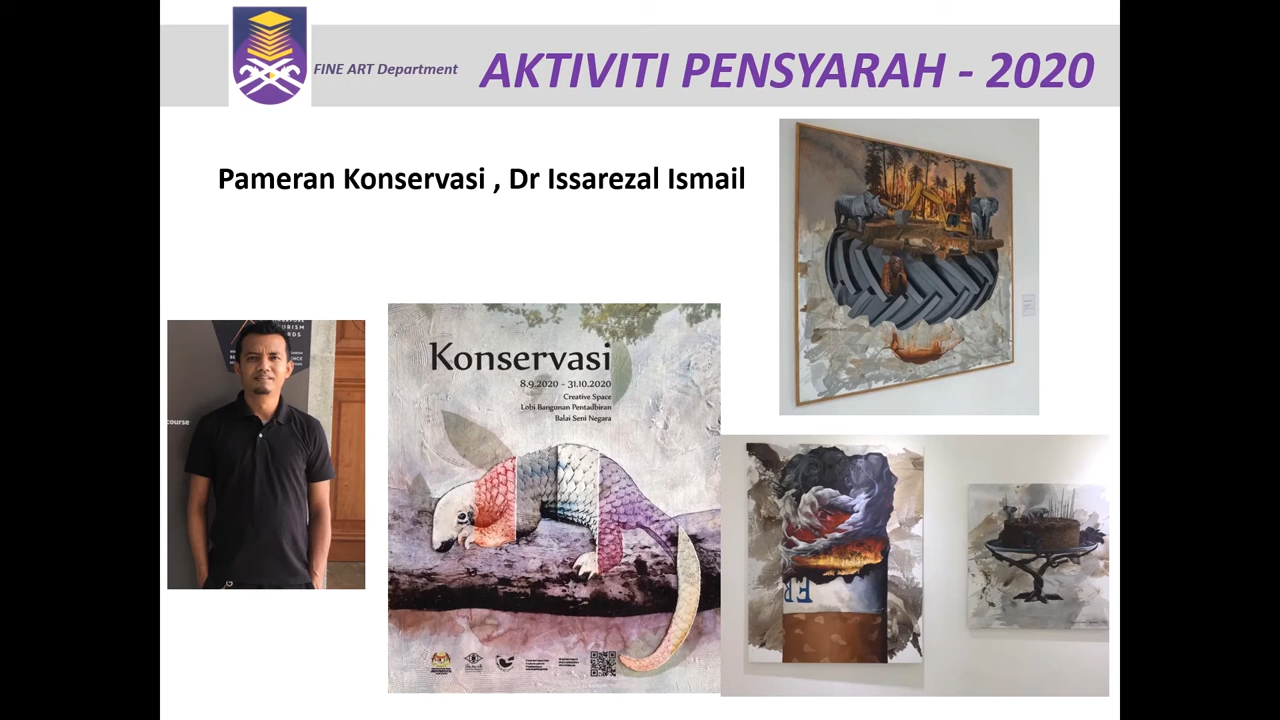 FINE ART Department
AKTIVITI PENSYARAH - 2020
Pameran Konservasi , Dr Issarezal Ismail
course
Konservasi
8.9.2020 - 31.10.2020
Creative Space
Lobi Bangunan Pentadbiran
Balai Seni Negara